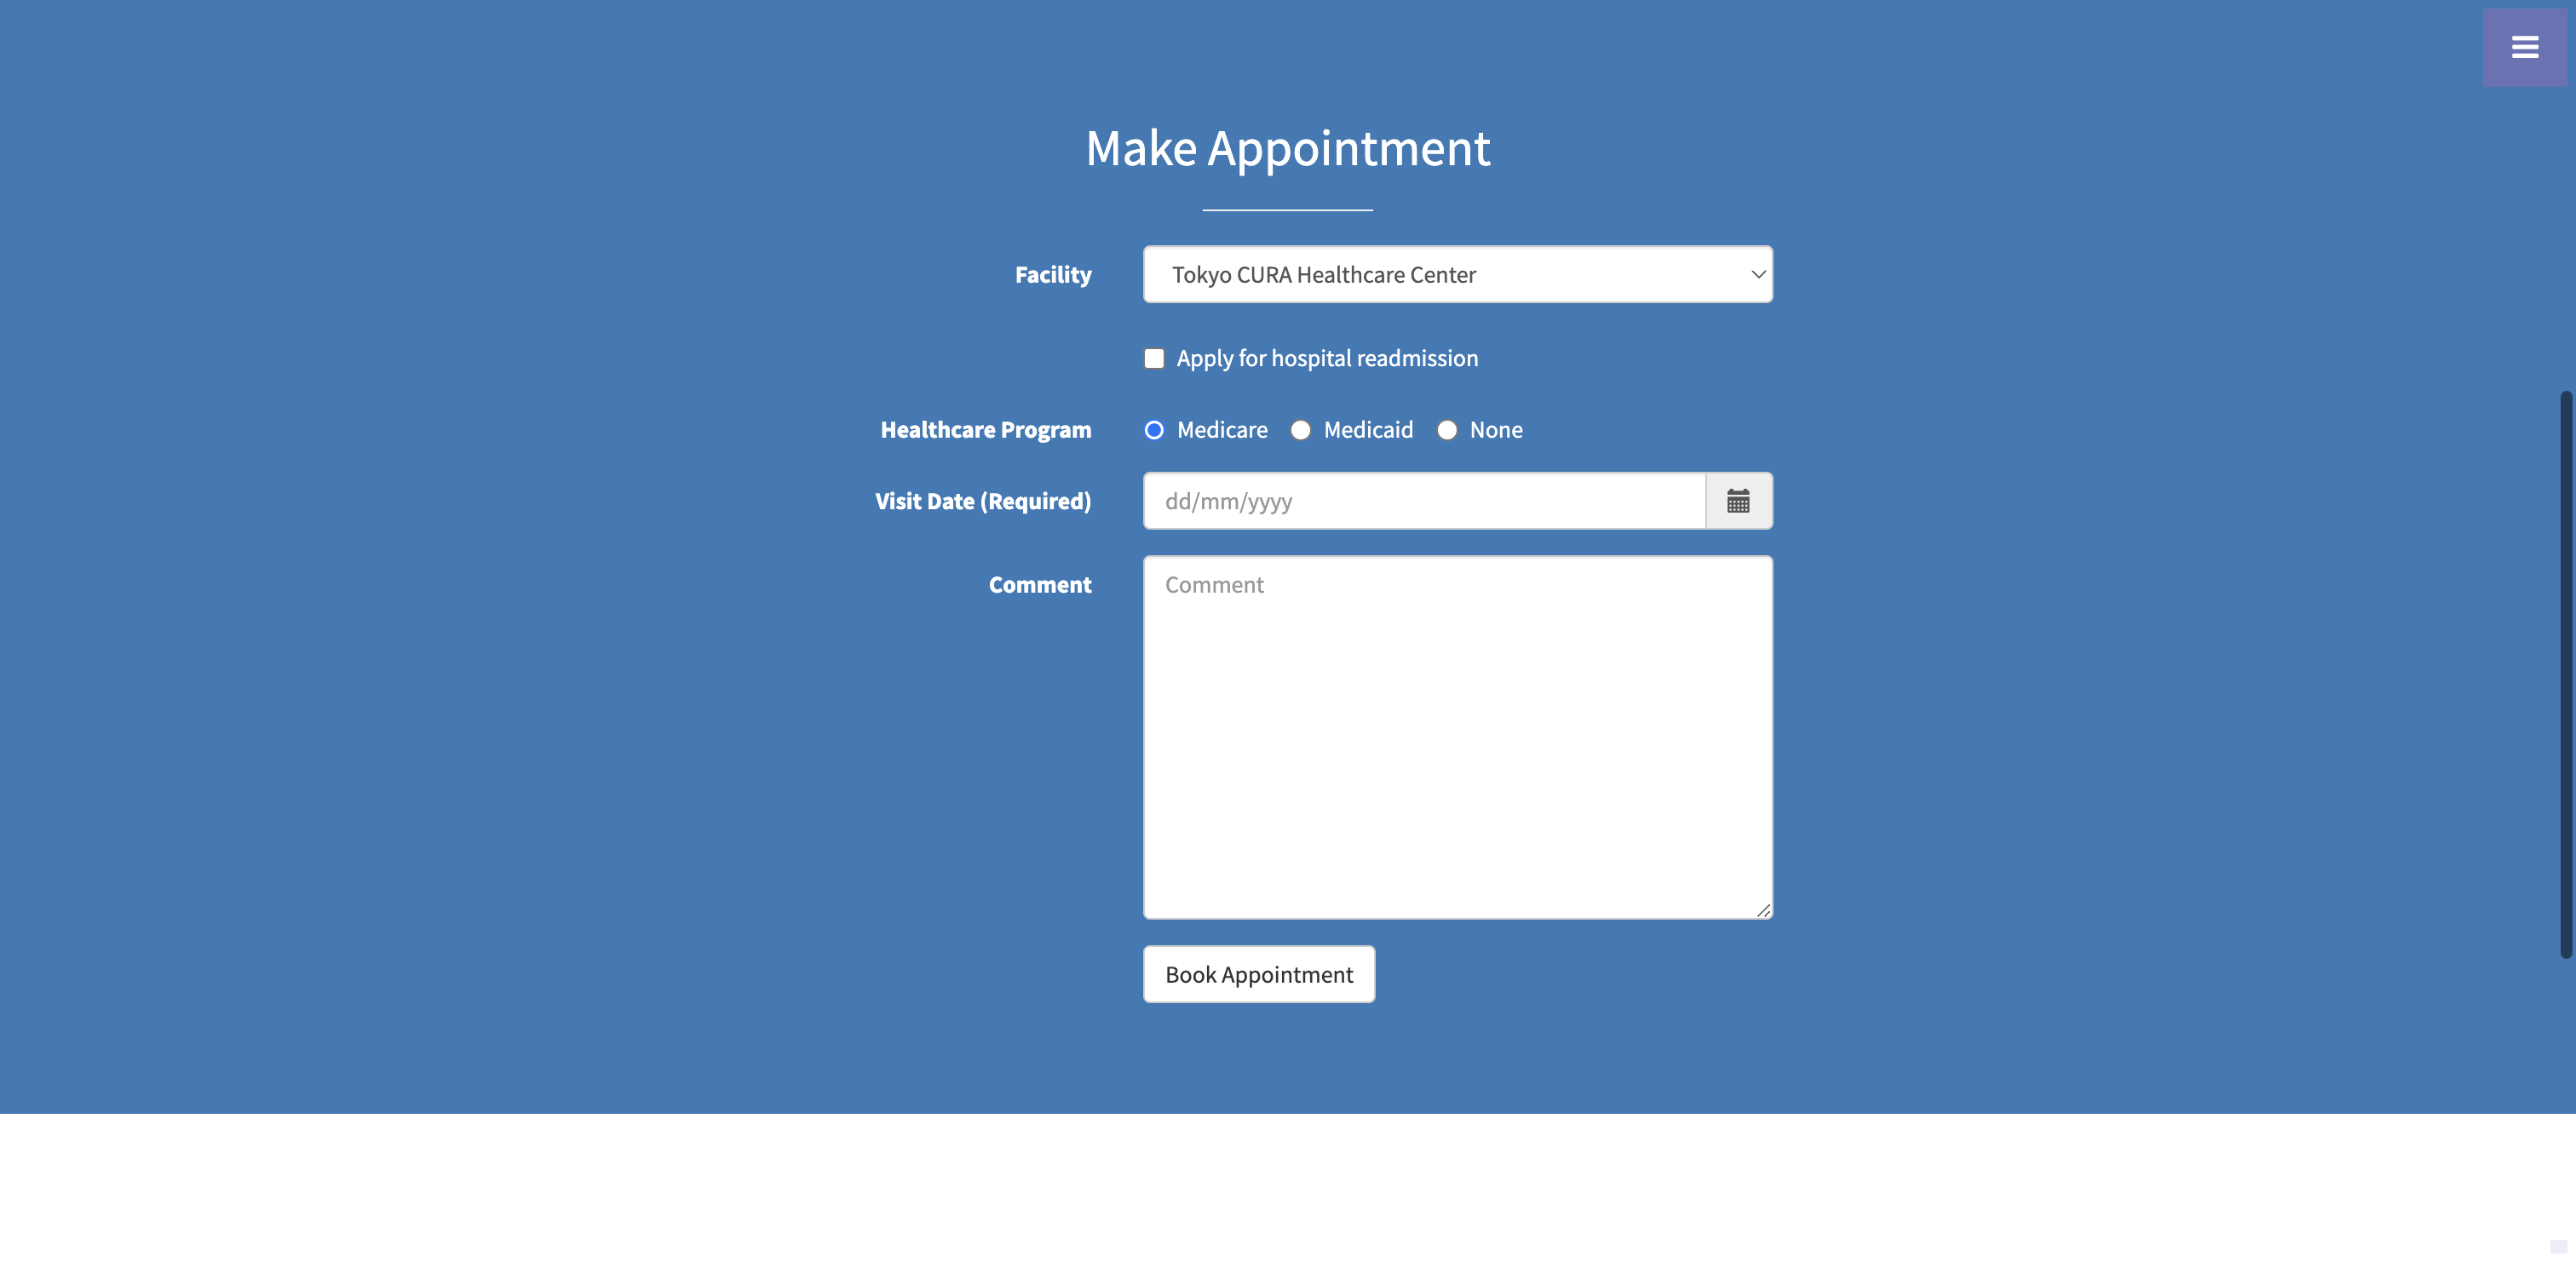 Make Appointment
Facility
Tokyo CURA Healthcare Center
Apply for hospital readmission
Healthcare Program
Medicare Medicaid None
Visit Date (Required)
dd/mm/yyyy
Comment
Comment
Book Appointment